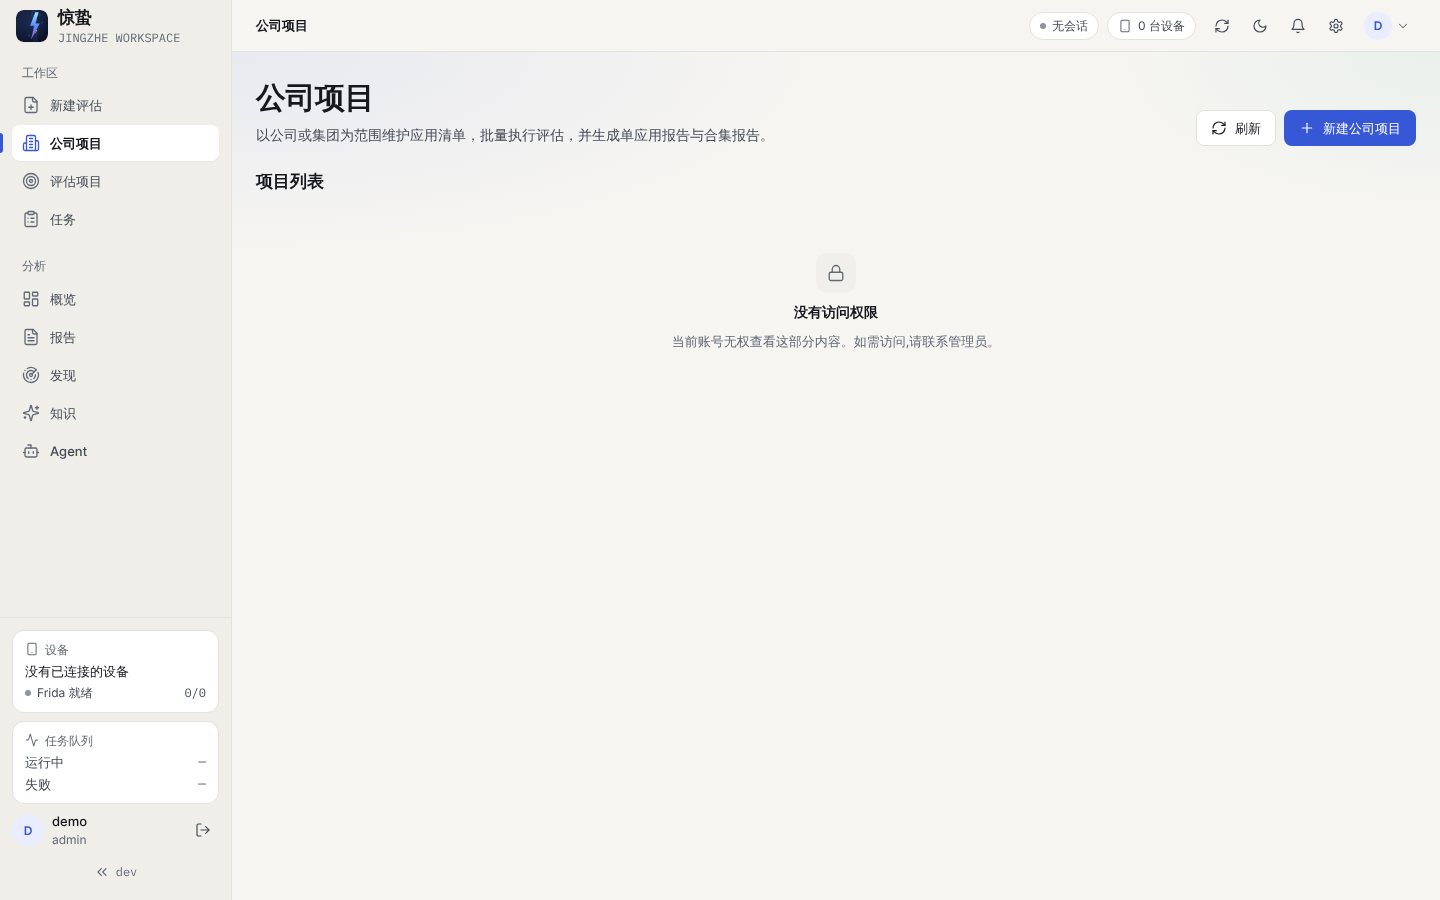 惊蛰
JINGZHE WORKSPACE
工作区
新建评估
公司项目
评估项目
任务
分析
概览
报告
发现
知识
Agent
设备
没有已连接的设备
Frida 就绪 0/0
任务队列
运行中 —
失败 —
D
demo
admin
dev
公司项目
无会话
0 台设备
D
公司项目
以公司或集团为范围维护应用清单，批量执行评估，并生成单应用报告与合集报告。
刷新
新建公司项目
项目列表
没有访问权限
当前账号无权查看这部分内容。如需访问,请联系管理员。